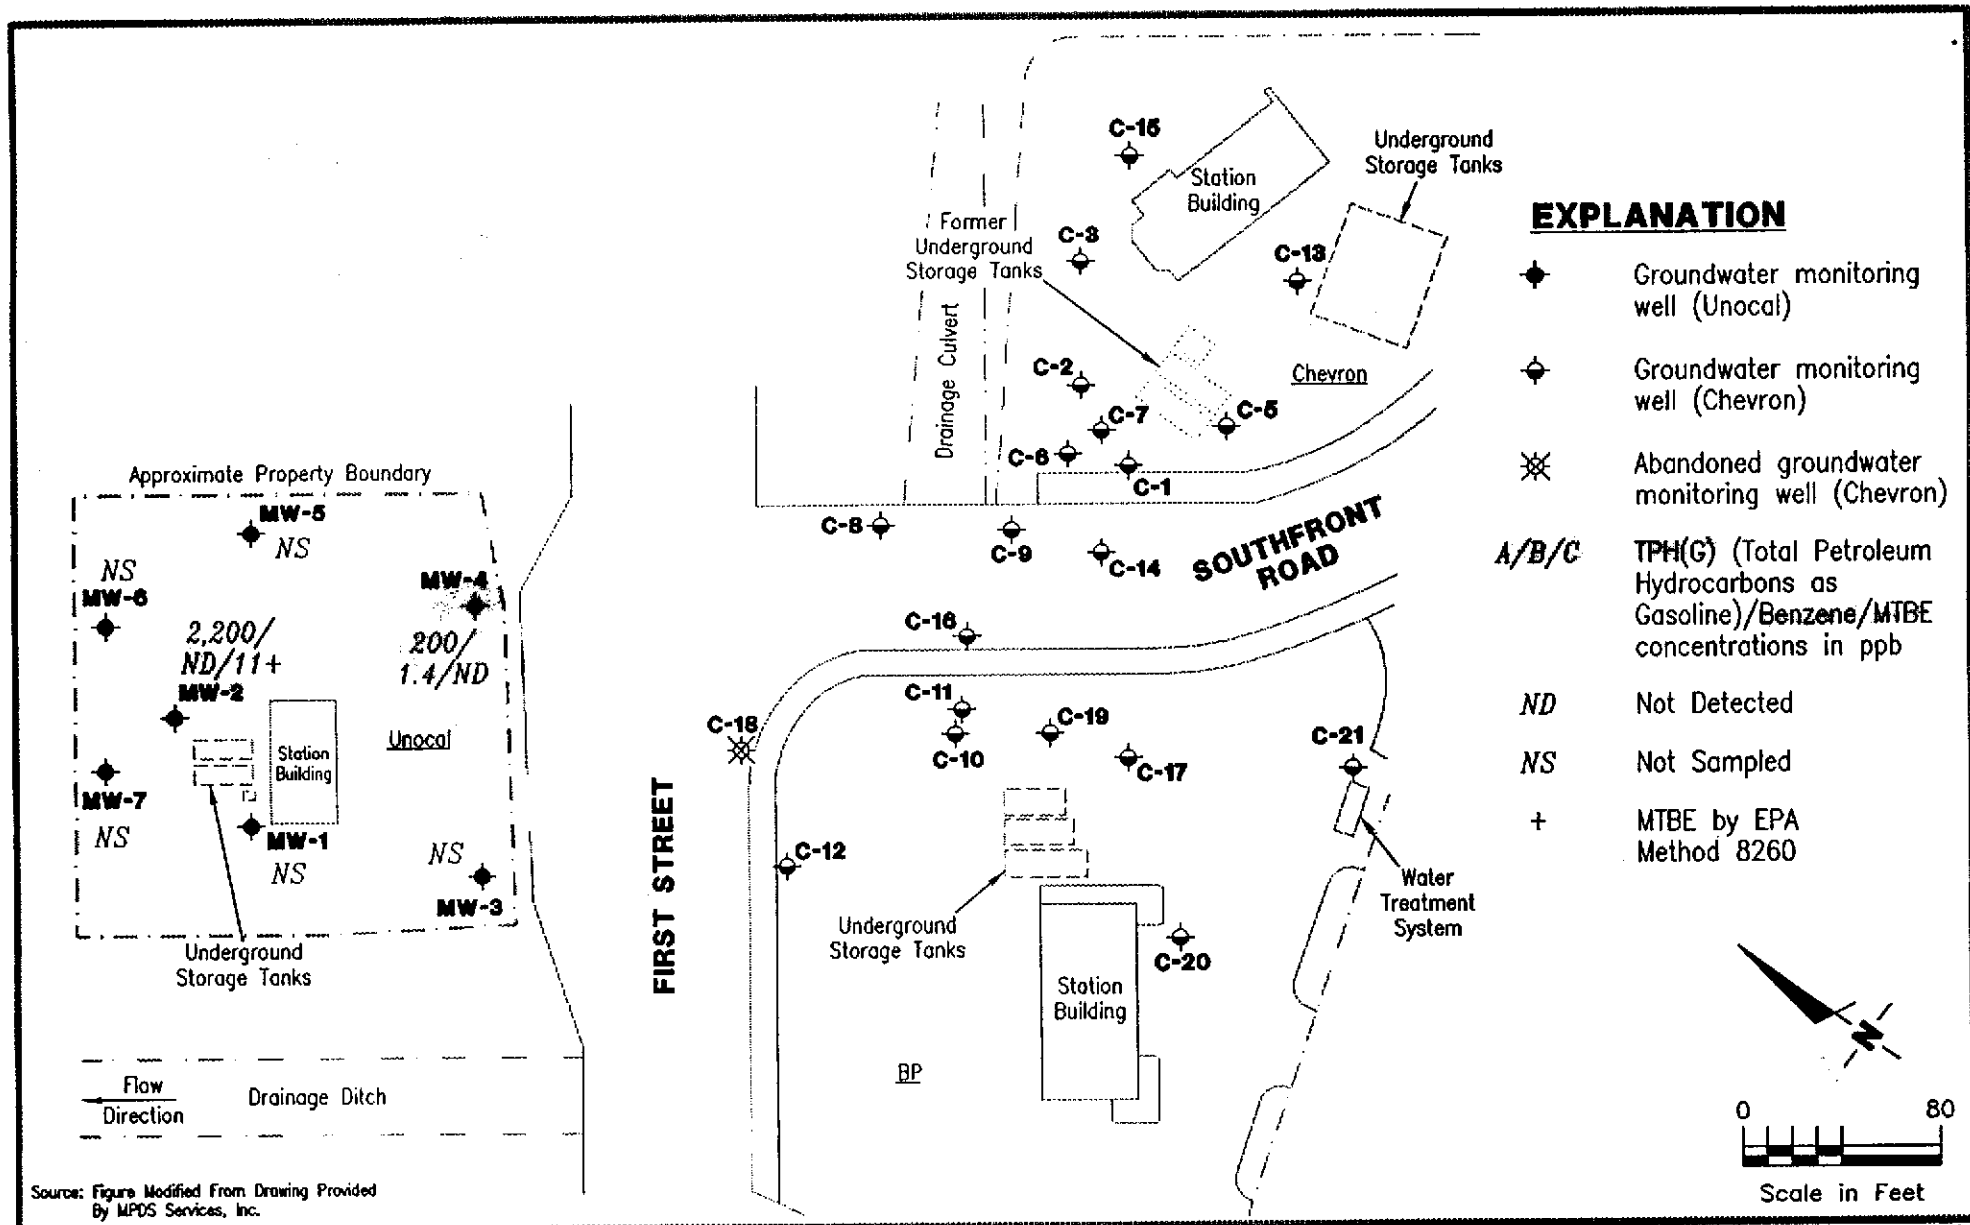 C-15
Underground
Storage Tanks
Station
Building
EXPLANATION
Former
Underground
Storage Tanks
C-3
C-13
Groundwater monitoring
well (Unocal)
Drainage Culvert
C-2
Chevron
Groundwater monitoring
well (Chevron)
C-7
C-5
C-6
C-1
Abandoned groundwater
monitoring well (Chevron)
Approximate Property Boundary
MW-5
NS
C-8
C-9
C-14
SOUTHFRONT
ROAD
A/B/C
TPH(G) (Total Petroleum
Hydrocarbons as
Gasoline)/Benzene/MTBE
concentrations in ppb
NS
MW-6
MW-4
2,200/
ND/11+
200/
1.4/ND
C-16
MW-2
C-11
C-18
C-19
C-10
C-17
C-21
ND
Not Detected
Unocal
Station
Building
NS
Not Sampled
MW-7
NS
MW-1
NS
NS
MW-3
+
MTBE by EPA
Method 8260
FIRST STREET
C-12
Water
Treatment
System
Underground
Storage Tanks
Underground
Storage Tanks
C-20
Station
Building
BP
N
Flow
Direction
Drainage Ditch
0
80
Scale in Feet
Source: Figure Modified From Drawing Provided
By MPDS Services, Inc.